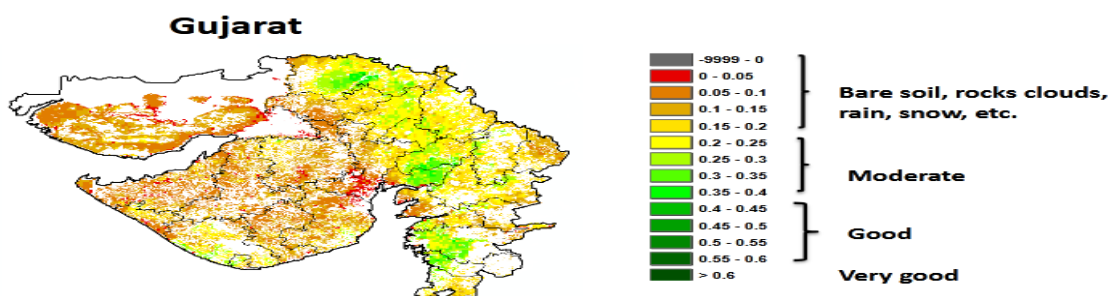 Gujarat
-9999 - 0
0 - 0.05
0.05 - 0.1
0.1 - 0.15
0.15 - 0.2
0.2 - 0.25
0.25 - 0.3
0.3 - 0.35
0.35 - 0.4
0.4 - 0.45
0.45 - 0.5
0.5 - 0.55
0.55 - 0.6
> 0.6
Bare soil, rocks clouds,
rain, snow, etc.
Moderate
Good
Very good